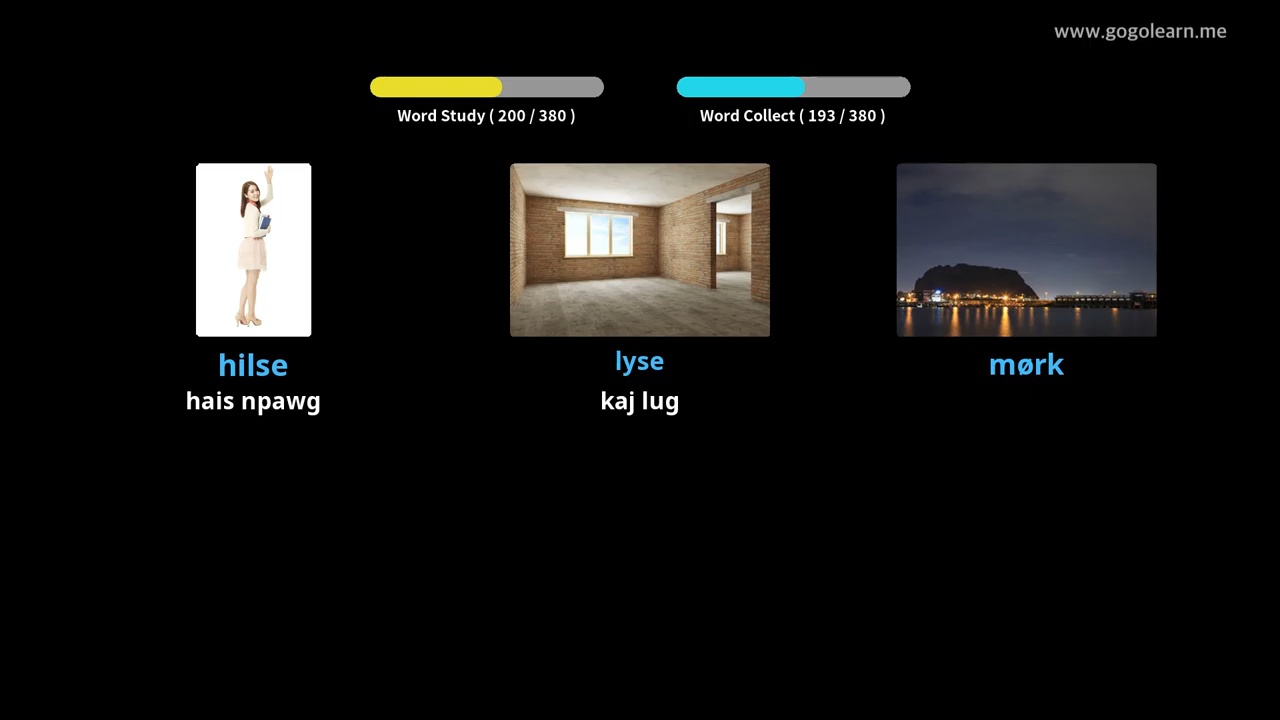 www.gogolearn.me
Word Study ( 200 / 380 )
Word Collect ( 193 / 380 )
hilse
hais npawg
lyse
kaj lug
mørk